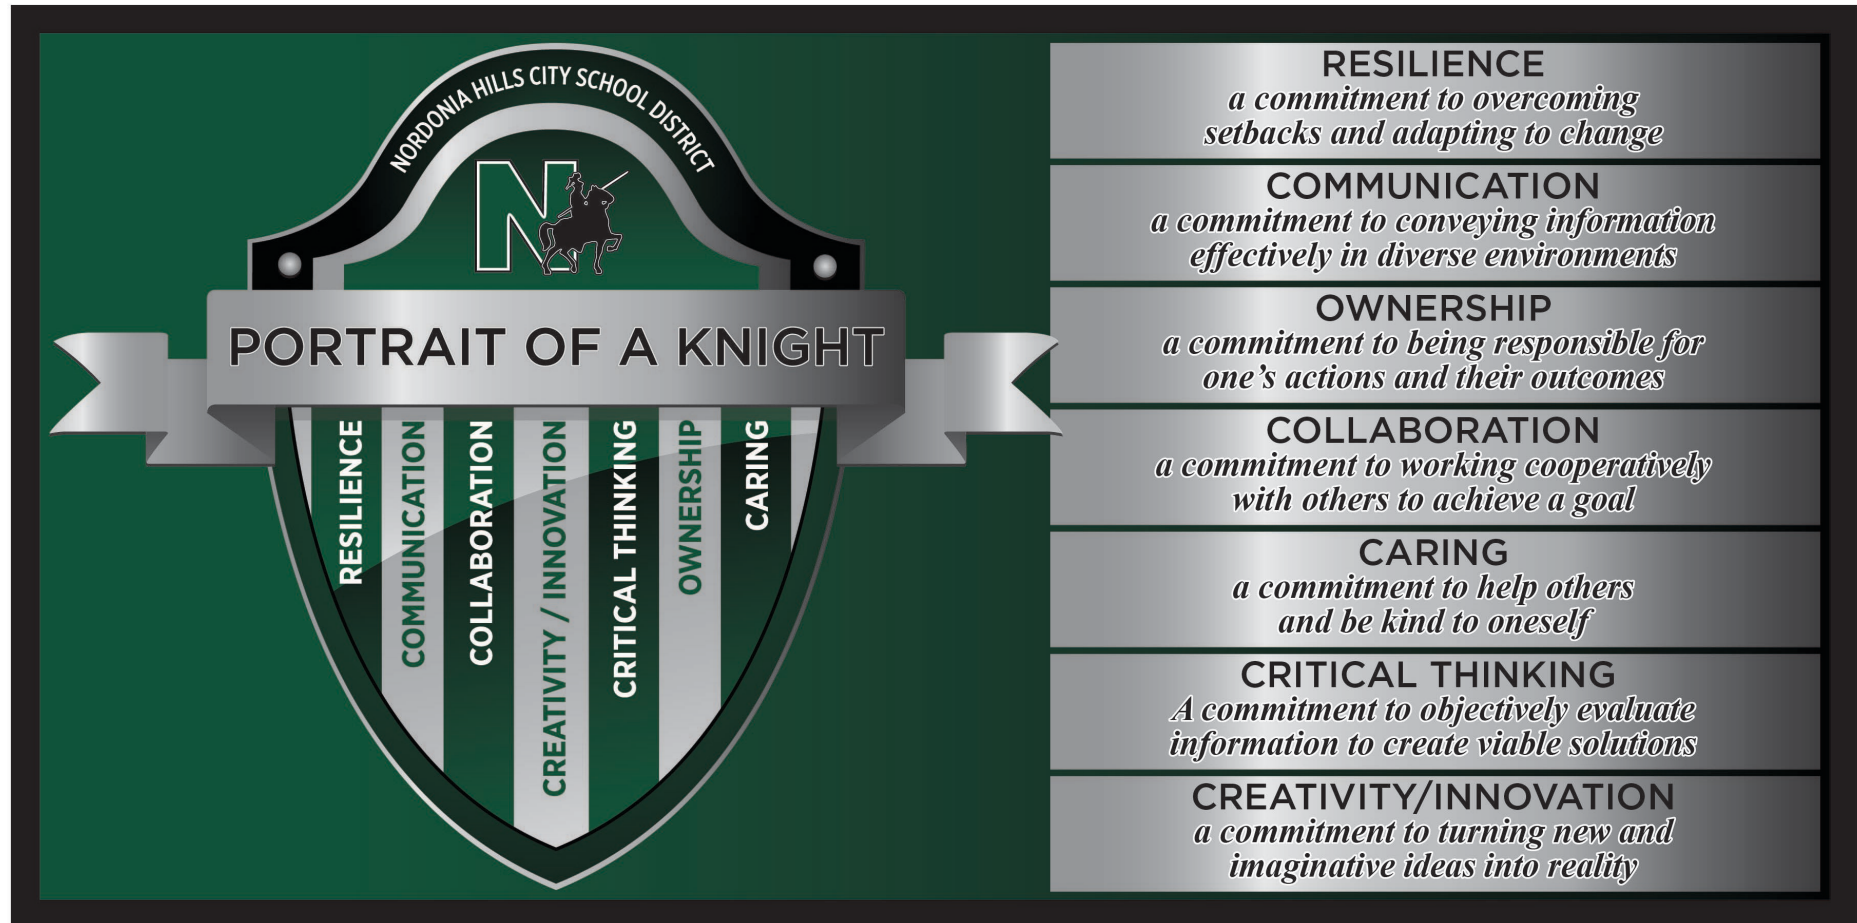 NORDONIA HILLS CITY SCHOOL DISTRICT
N
PORTRAIT OF A KNIGHT
RESILIENCE
COMMUNICATION
COLLABORATION
CREATIVITY / INNOVATION
CRITICAL THINKING
OWNERSHIP
CARING
RESILIENCE
a commitment to overcoming
setbacks and adapting to change
COMMUNICATION
a commitment to conveying information
effectively in diverse environments
OWNERSHIP
a commitment to being responsible for
one's actions and their outcomes
COLLABORATION
a commitment to working cooperatively
with others to achieve a goal
CARING
a commitment to help others
and be kind to oneself
CRITICAL THINKING
A commitment to objectively evaluate
information to create viable solutions
CREATIVITY/INNOVATION
a commitment to turning new and
imaginative ideas into reality